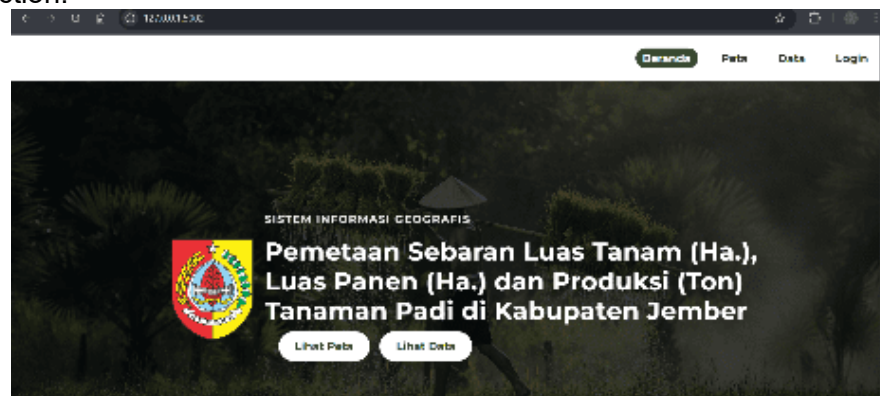 Beranda Peta Data Login
SISTEM INFORMASI GEOGRAFIS
Pemetaan Sebaran Luas Tanam (Ha.),
Luas Panen (Ha.) dan Produksi (Ton)
Tanaman Padi di Kabupaten Jember
Lihat Peta Lihat Data